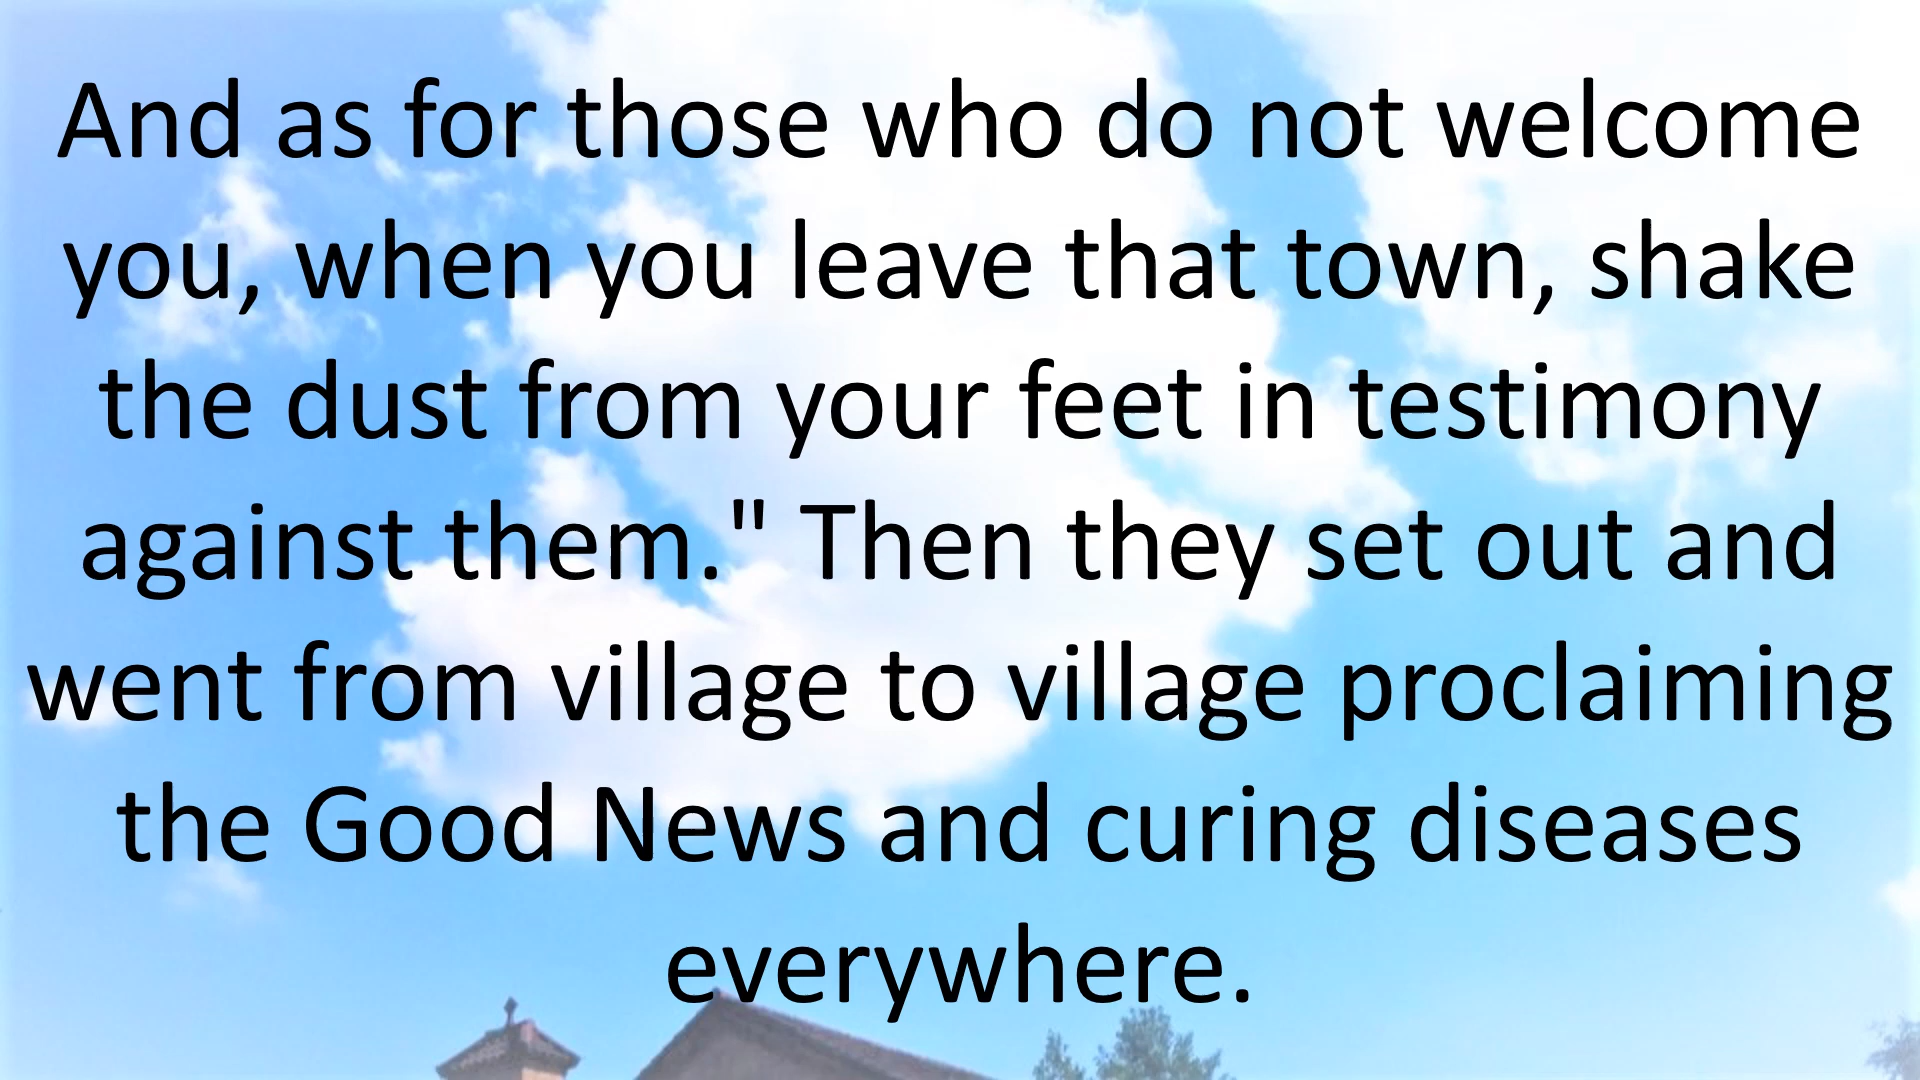 And as for those who do not welcome
you, when you leave that town, shake
the dust from your feet in testimony
against them." Then they set out and
went from village to village proclaiming
the Good News and curing diseases
everywhere.